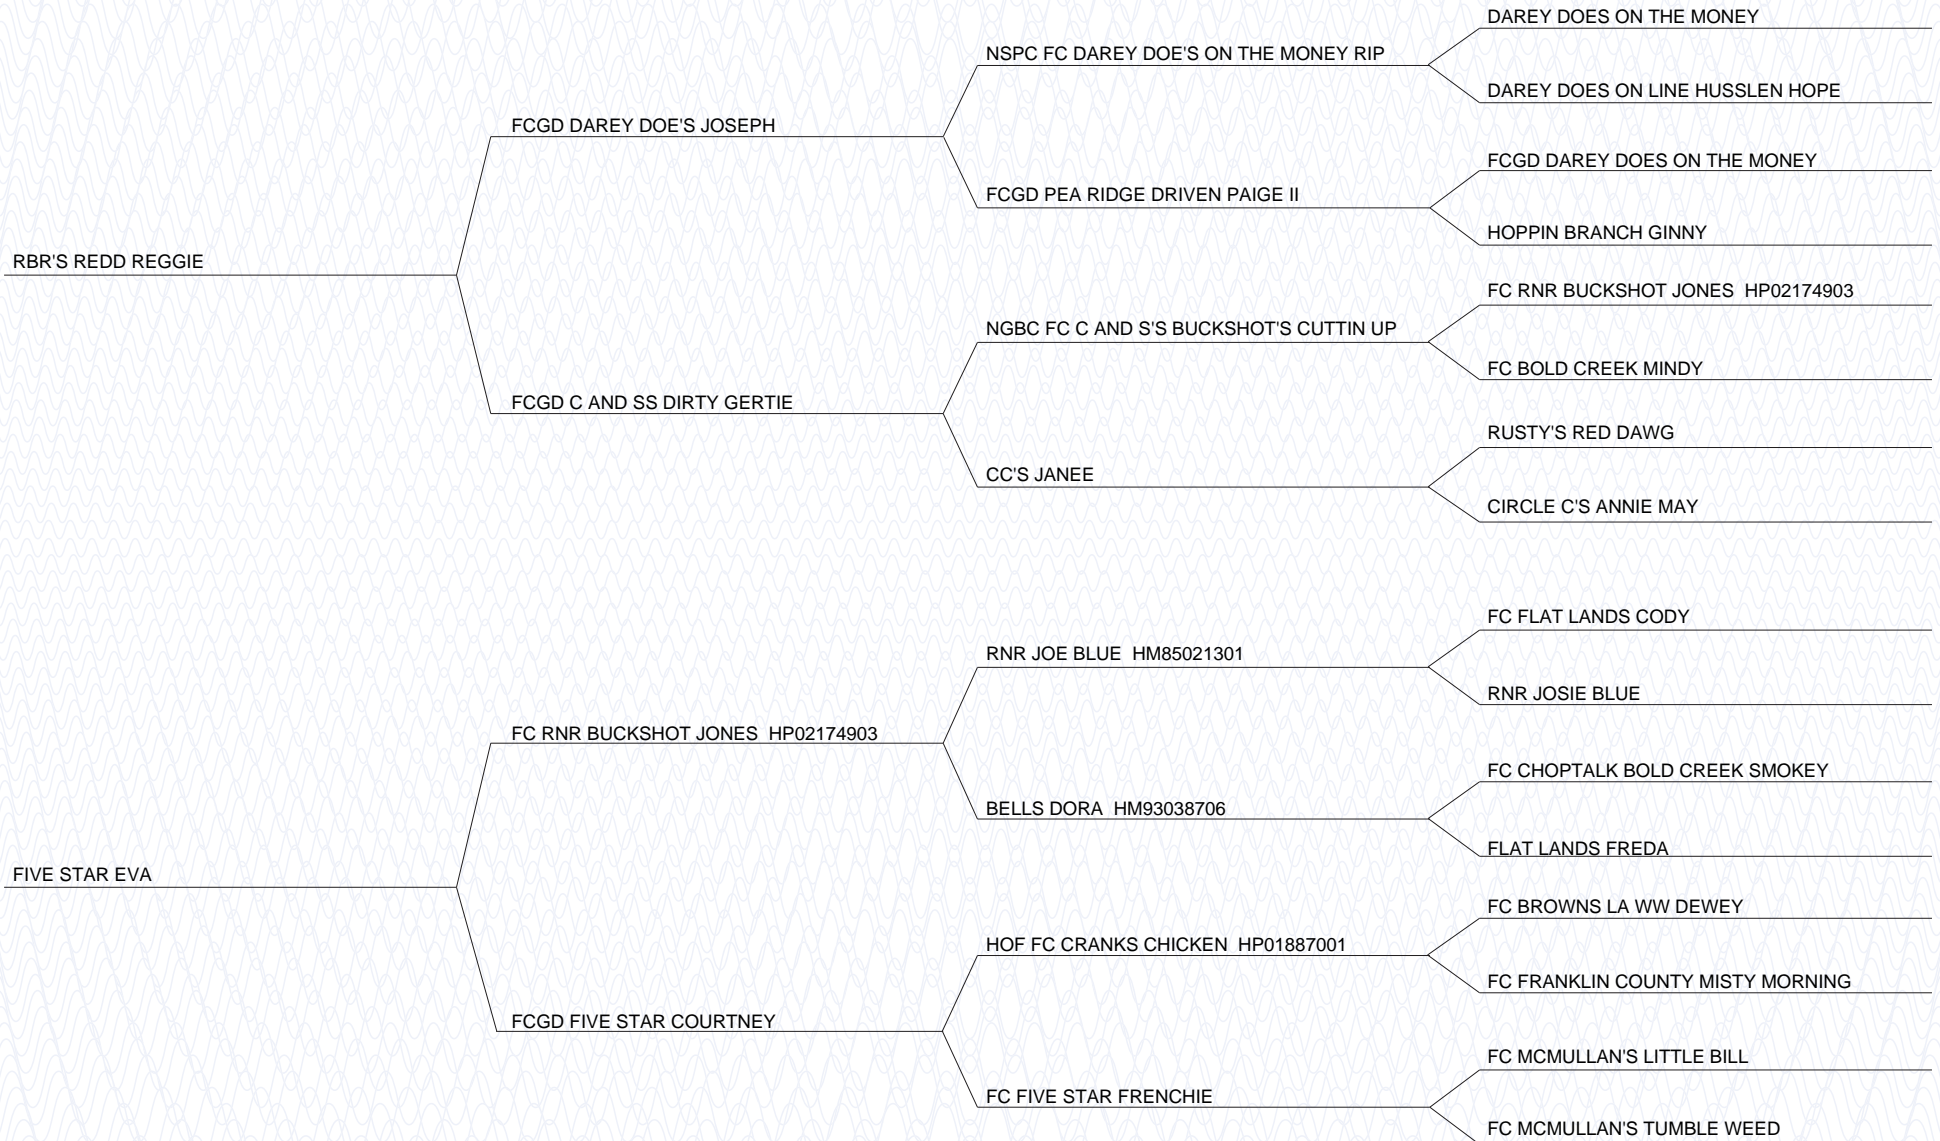 DAREY DOES ON THE MONEY
NSPC FC DAREY DOE'S ON THE MONEY RIP
DAREY DOES ON LINE HUSSLEN HOPE
FCGD DAREY DOE'S JOSEPH
FCGD DAREY DOES ON THE MONEY
FCGD PEA RIDGE DRIVEN PAIGE II
HOPPIN BRANCH GINNY
RBR'S REDD REGGIE
FC RNR BUCKSHOT JONES HP02174903
NGBC FC C AND S'S BUCKSHOT'S CUTTIN UP
FC BOLD CREEK MINDY
FCGD C AND SS DIRTY GERTIE
RUSTY'S RED DAWG
CC'S JANEE
CIRCLE C'S ANNIE MAY
FC FLAT LANDS CODY
RNR JOE BLUE HM85021301
RNR JOSIE BLUE
FC RNR BUCKSHOT JONES HP02174903
FC CHOPTALK BOLD CREEK SMOKEY
BELLS DORA HM93038706
FLAT LANDS FREDA
FIVE STAR EVA
FC BROWNS LA WW DEWEY
HOF FC CRANKS CHICKEN HP01887001
FC FRANKLIN COUNTY MISTY MORNING
FCGD FIVE STAR COURTNEY
FC MCMULLAN'S LITTLE BILL
FC FIVE STAR FRENCHIE
FC MCMULLAN'S TUMBLE WEED